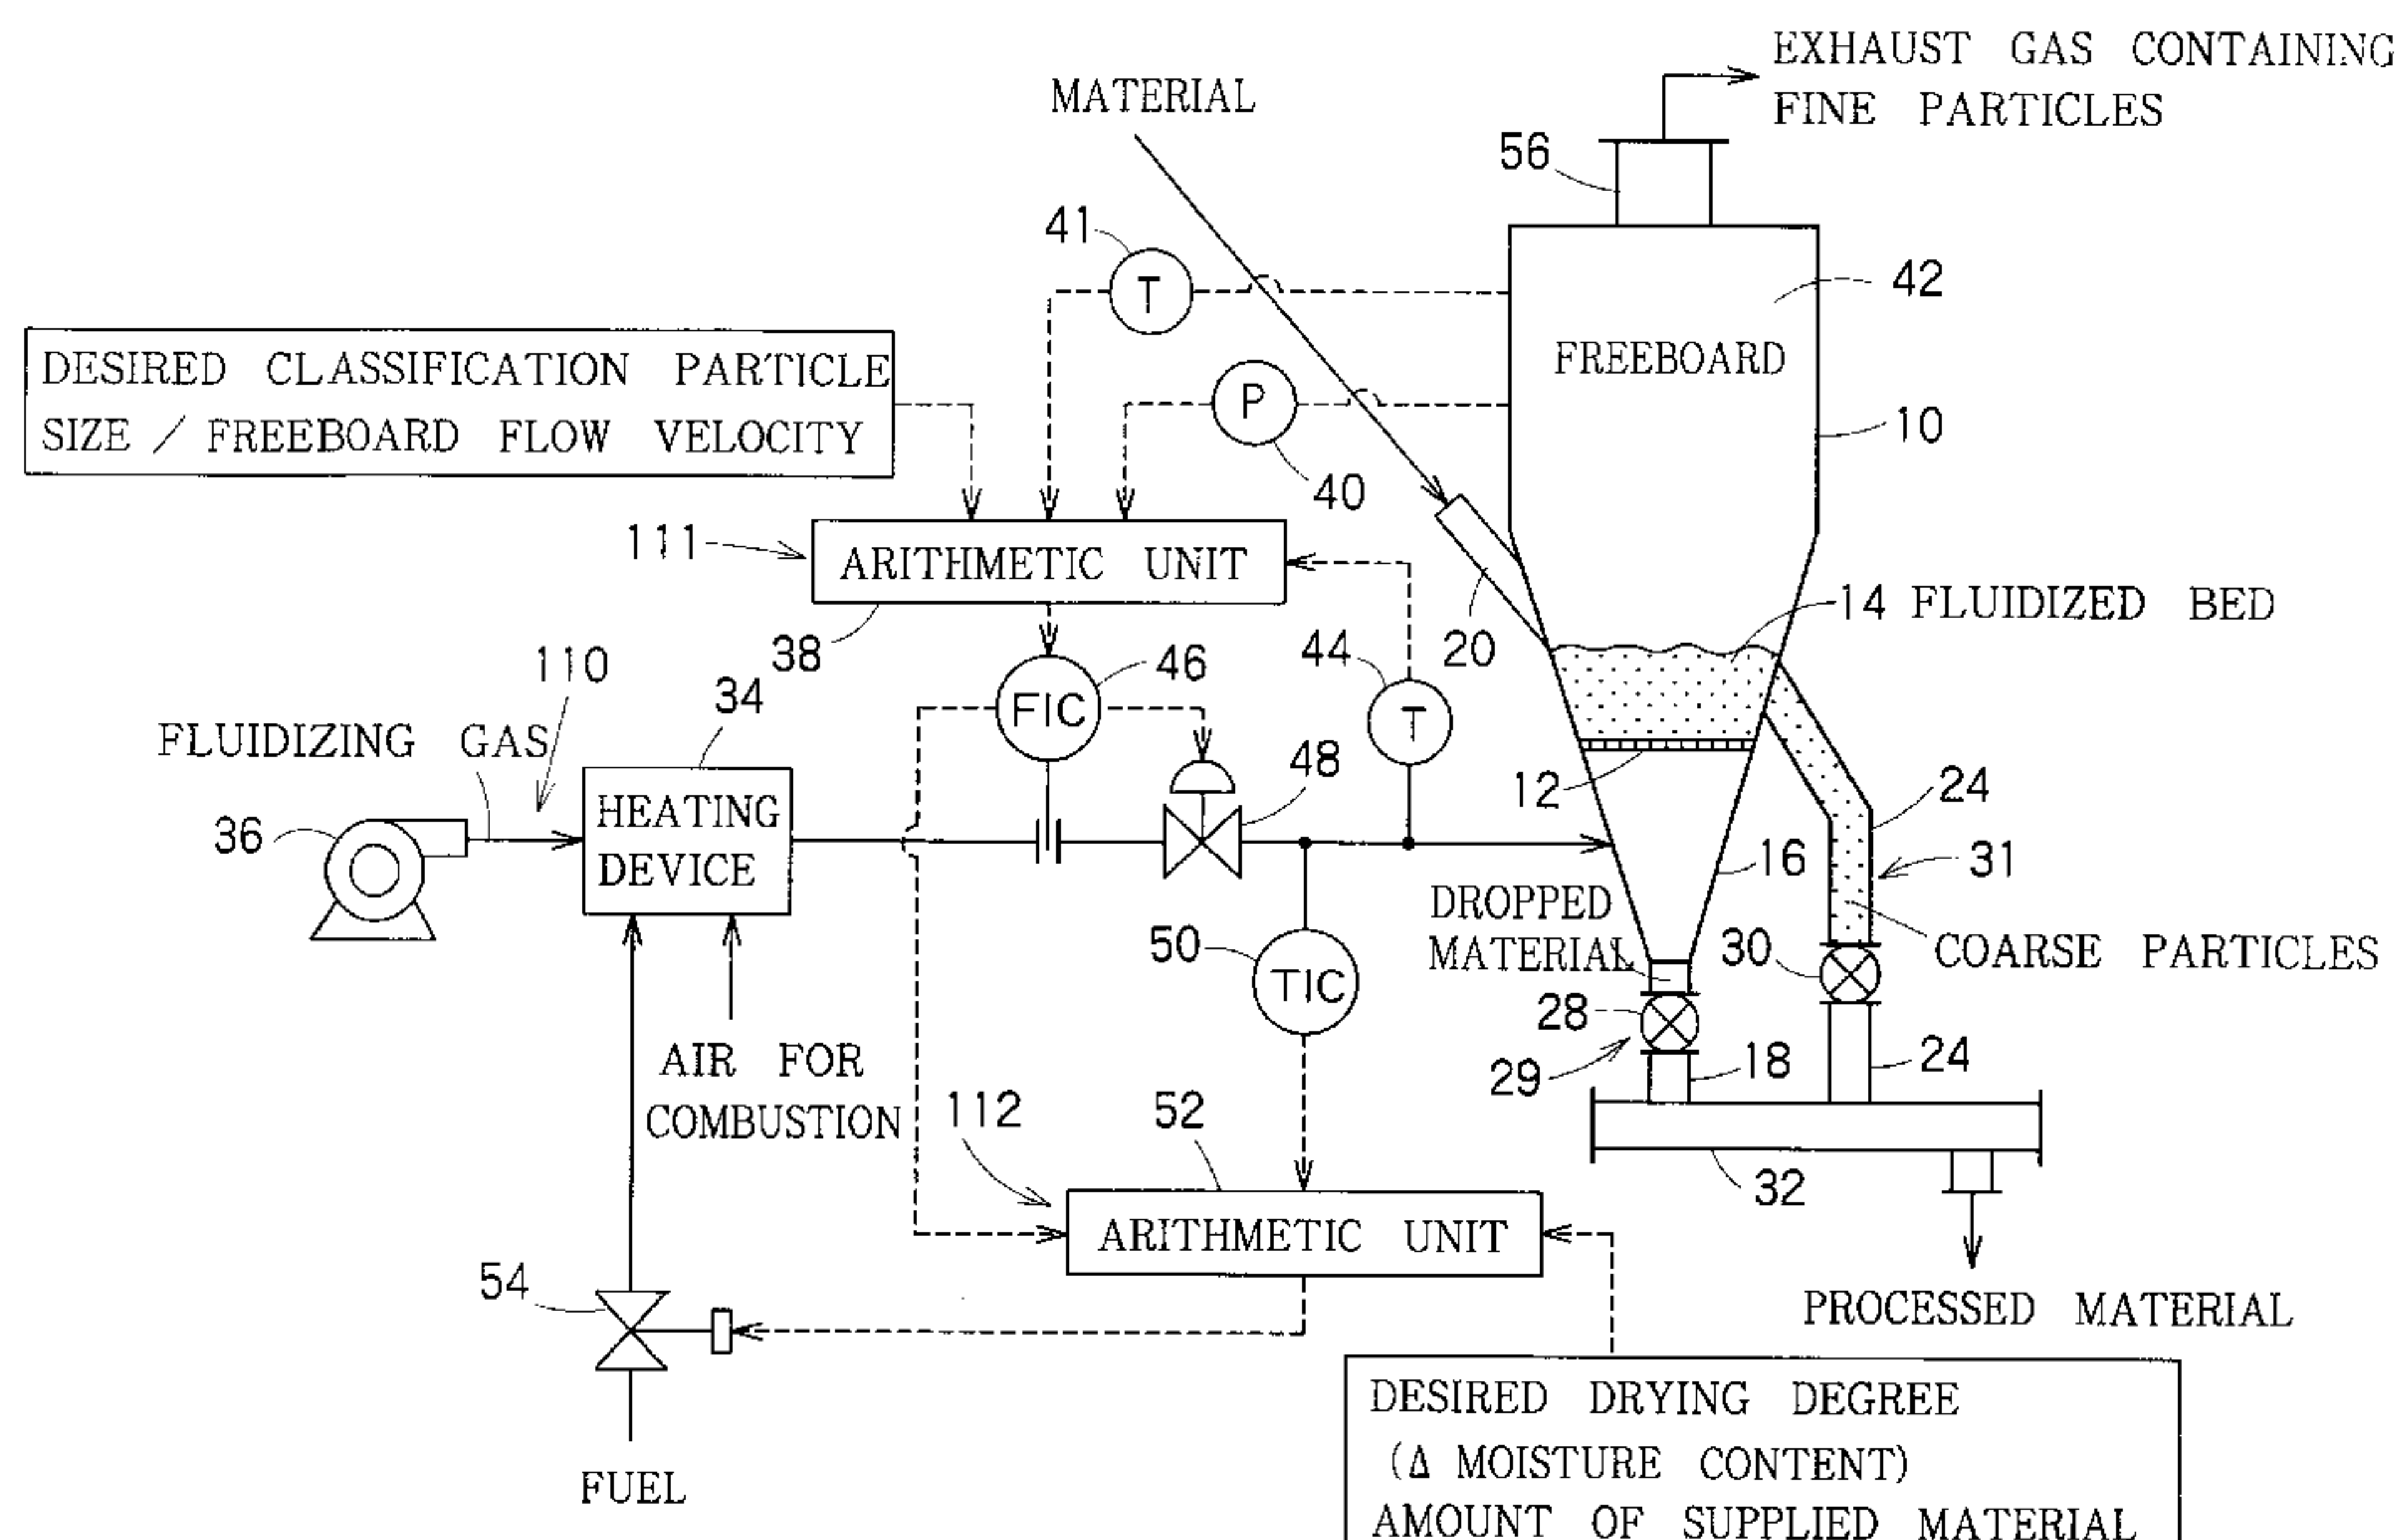 EXHAUST GAS CONTAINING
FINE PARTICLES
MATERIAL
56
41
T
42
FREEBOARD
DESIRED CLASSIFICATION PARTICLE
SIZE / FREEBOARD FLOW VELOCITY
P
40
10
111
ARITHMETIC UNIT
38
20
14 FLUIDIZED BED
110
34
46
FIC
44
T
FLUIDIZING GAS
48
12
24
36
HEATING
DEVICE
16
31
DROPPED
MATERIAL
50
TIC
30
COARSE PARTICLES
28
29
18
24
AIR FOR
COMBUSTION
112
52
32
ARITHMETIC UNIT
54
PROCESSED MATERIAL
FUEL
DESIRED DRYING DEGREE
(Δ MOISTURE CONTENT)
AMOUNT OF SUPPLIED MATERIAL